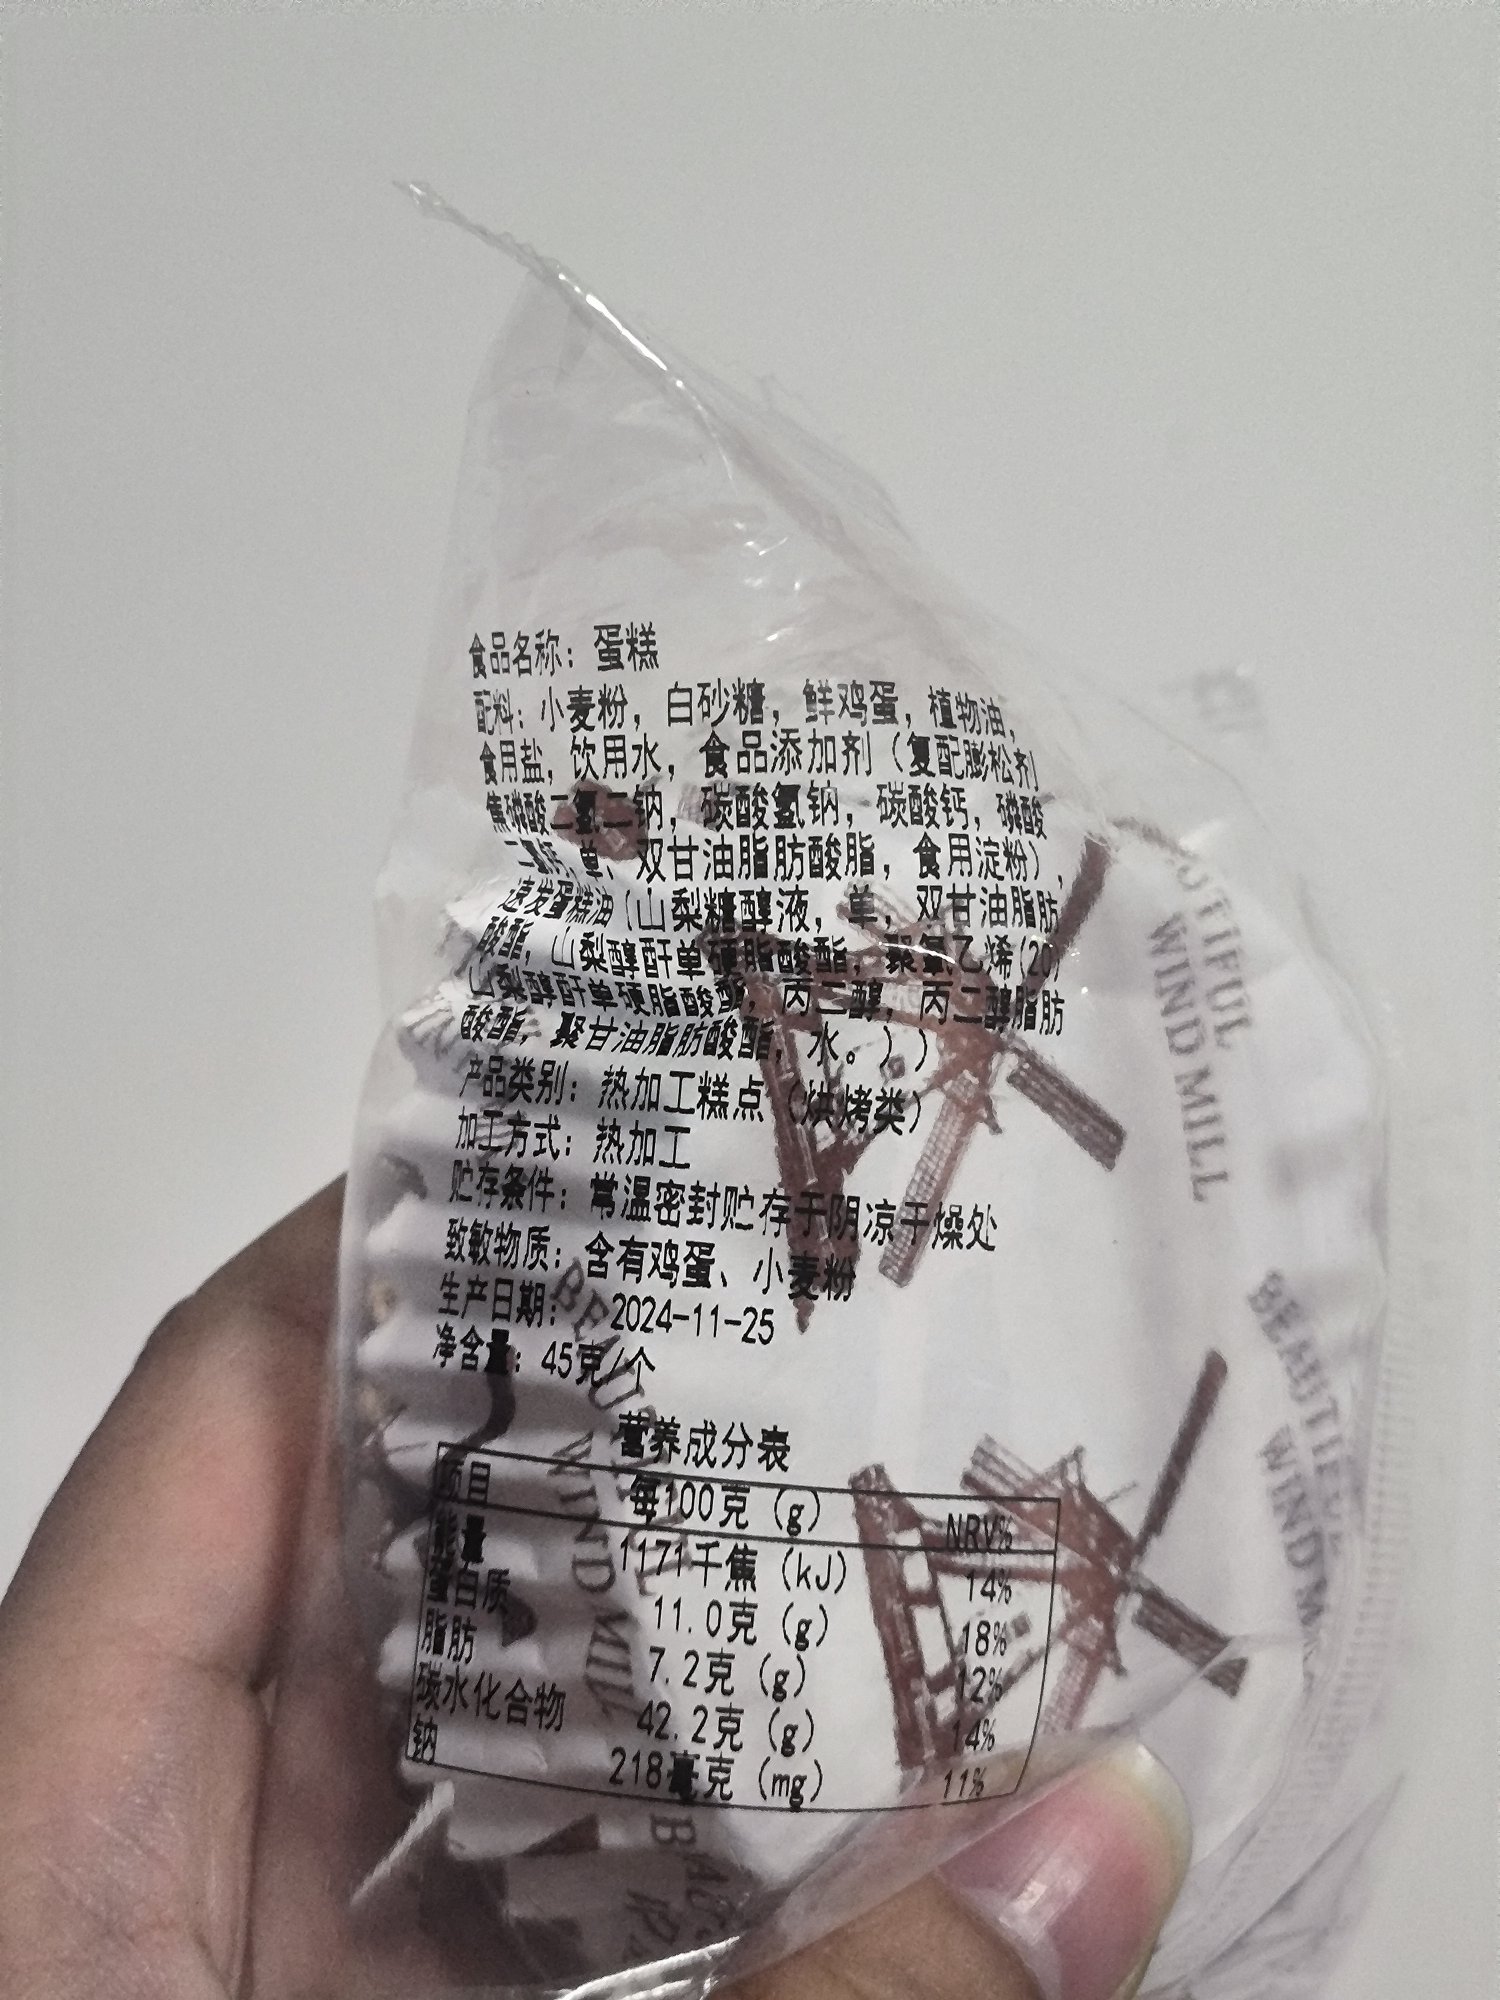 食品名称：蛋糕
配料：小麦粉，白砂糖，鲜鸡蛋，植物油，
食用盐，饮用水，食品添加剂（复配膨松剂
焦磷酸二氢二钠，碳酸氢钠，碳酸钙，磷酸
二氢钙，单，双甘油脂肪酸脂，食用淀粉），
速发蛋糕油（山梨糖醇液，单，双甘油脂肪
酸酯，山梨醇酐单硬脂酸酯，聚氧乙烯(20)
山梨醇酐单硬脂酸酯，丙二醇，丙二醇脂肪
酸酯，聚甘油脂肪酸酯，水。））
产品类别：热加工糕点（烘烤类）
加工方式：热加工
贮存条件：常温密封贮存于阴凉干燥处
致敏物质：含有鸡蛋、小麦粉
生产日期：2024-11-25
净含量：45克/个
营养成分表
项目 每100克（g） NRV%
能量 1171千焦（kJ） 14%
蛋白质 11.0克（g） 18%
脂肪 7.2克（g） 12%
碳水化合物 42.2克（g） 14%
钠 218毫克（mg） 11%
WIND MILL
BEAUTIFUL
WIND MILL